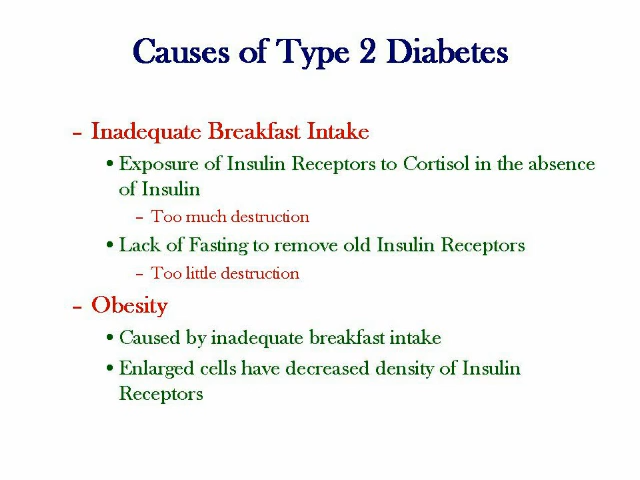 Causes of Type 2 Diabetes
– Inadequate Breakfast Intake
• Exposure of Insulin Receptors to Cortisol in the absence
of Insulin
– Too much destruction
• Lack of Fasting to remove old Insulin Receptors
– Too little destruction
– Obesity
• Caused by inadequate breakfast intake
• Enlarged cells have decreased density of Insulin
Receptors